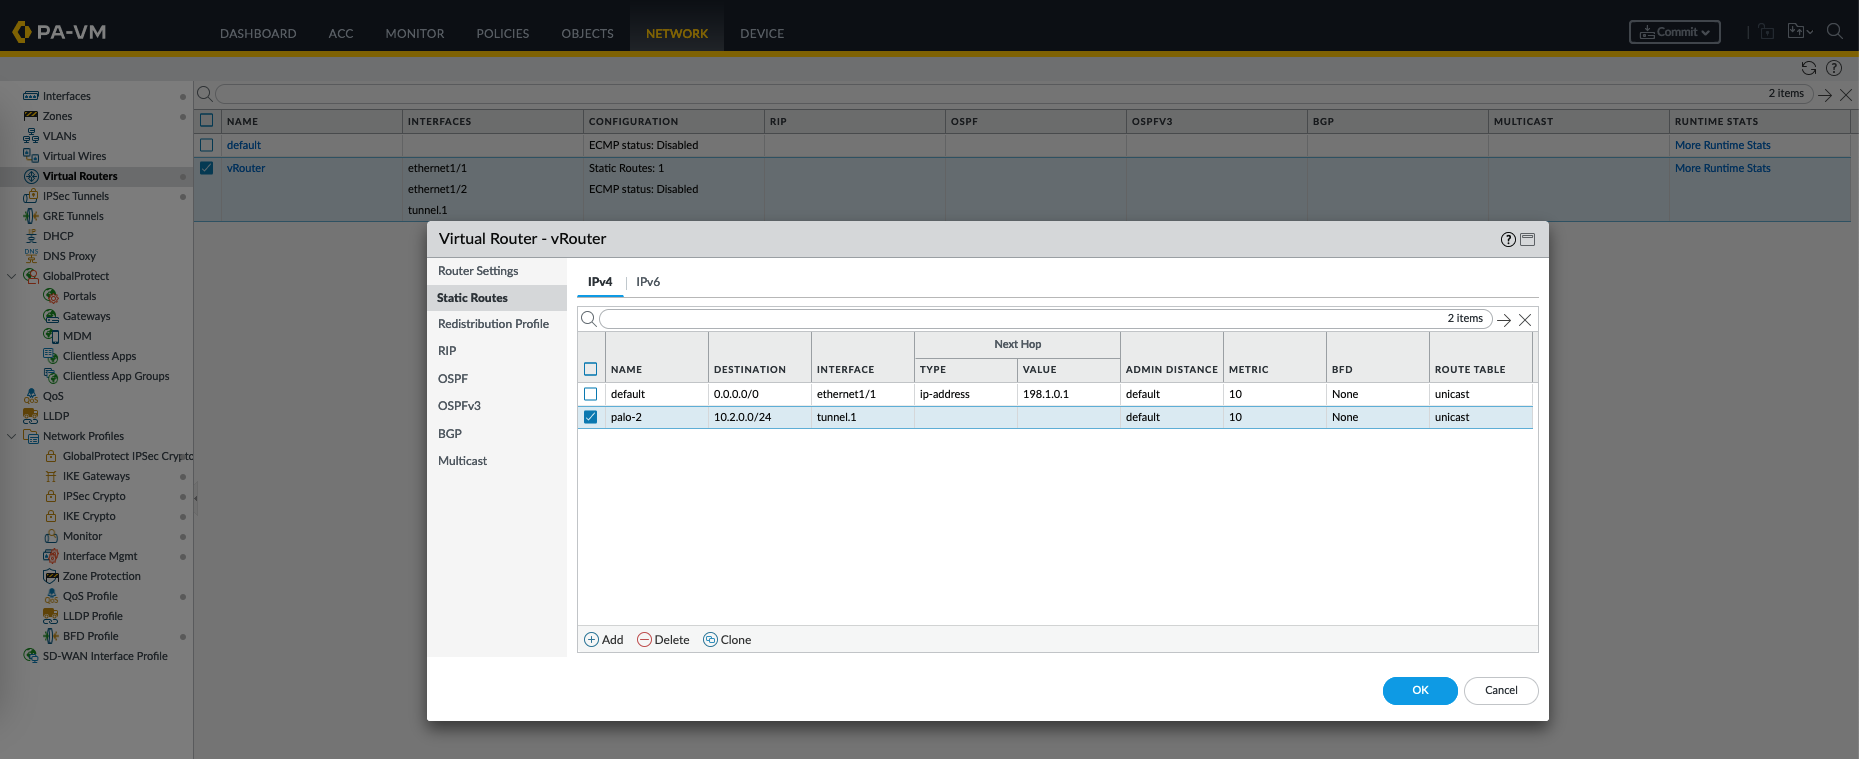 PA-VM
DASHBOARD ACC MONITOR POLICIES OBJECTS NETWORK DEVICE
Commit
Interfaces
Zones
VLANs
Virtual Wires
Virtual Routers
IPSec Tunnels
GRE Tunnels
DHCP
DNS Proxy
GlobalProtect
Portals
Gateways
MDM
Clientless Apps
Clientless App Groups
QoS
LLDP
Network Profiles
GlobalProtect IPSec Crypto
IKE Gateways
IPSec Crypto
IKE Crypto
Monitor
Interface Mgmt
Zone Protection
QoS Profile
LLDP Profile
BFD Profile
SD-WAN Interface Profile
2 items
NAME INTERFACES CONFIGURATION RIP OSPF OSPFV3 BGP MULTICAST RUNTIME STATS
default ECMP status: Disabled More Runtime Stats
vRouter ethernet1/1 Static Routes: 1 More Runtime Stats
ethernet1/2 ECMP status: Disabled
tunnel.1
Virtual Router - vRouter
Router Settings
Static Routes
Redistribution Profile
RIP
OSPF
OSPFv3
BGP
Multicast
IPv4 IPv6
2 items
Next Hop
NAME DESTINATION INTERFACE TYPE VALUE ADMIN DISTANCE METRIC BFD ROUTE TABLE
default 0.0.0.0/0 ethernet1/1 ip-address 198.1.0.1 default 10 None unicast
palo-2 10.2.0.0/24 tunnel.1 default 10 None unicast
Add Delete Clone
OK Cancel